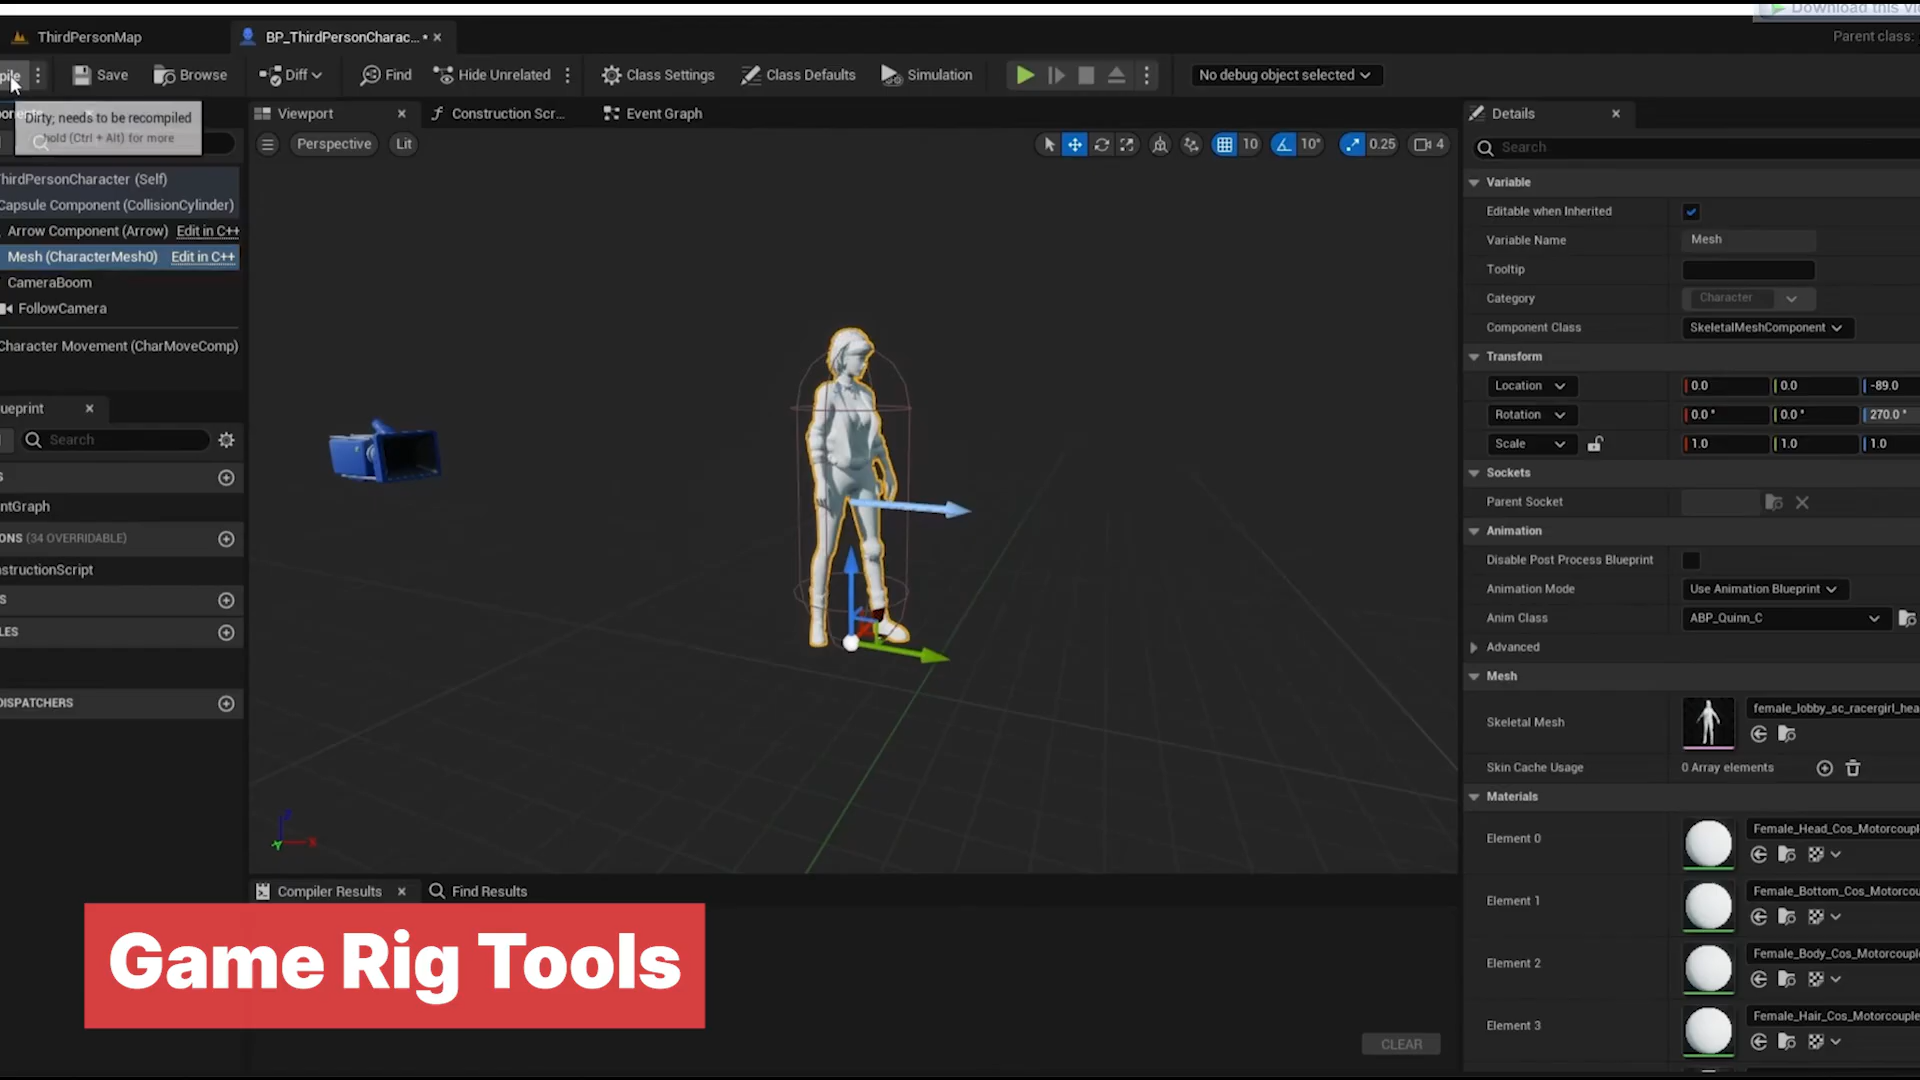 Download this Vi
ThirdPersonMap
BP_ThirdPersonCharac... •
Parent class:
pile
Save
Browse
Diff
Find
Hide Unrelated
Class Settings
Class Defaults
Simulation
No debug object selected
Dirty; needs to be recompiled
hold (Ctrl + Alt) for more
Viewport
Construction Scr...
Event Graph
Details
Perspective
Lit
10
10°
0.25
4
Search
ThirdPersonCharacter (Self)
Capsule Component (CollisionCylinder)
Arrow Component (Arrow) Edit in C++
Mesh (CharacterMesh0) Edit in C++
CameraBoom
FollowCamera
Character Movement (CharMoveComp)
ueprint
Search
S
ntGraph
ONS (34 OVERRIDABLE)
nstructionScript
S
LES
DISPATCHERS
Variable
Editable when Inherited
Variable Name Mesh
Tooltip
Category Character
Component Class SkeletalMeshComponent
Transform
Location 0.0 0.0 -89.0
Rotation 0.0° 0.0° 270.0°
Scale 1.0 1.0 1.0
Sockets
Parent Socket
Animation
Disable Post Process Blueprint
Animation Mode Use Animation Blueprint
Anim Class ABP_Quinn_C
Advanced
Mesh
Skeletal Mesh female_lobby_sc_racergirl_hea
Skin Cache Usage 0 Array elements
Materials
Element 0 Female_Head_Cos_Motorcoupl
Element 1 Female_Bottom_Cos_Motorcou
Element 2 Female_Body_Cos_Motorcouple
Element 3 Female_Hair_Cos_Motorcouple
Compiler Results
Find Results
CLEAR
Game Rig Tools